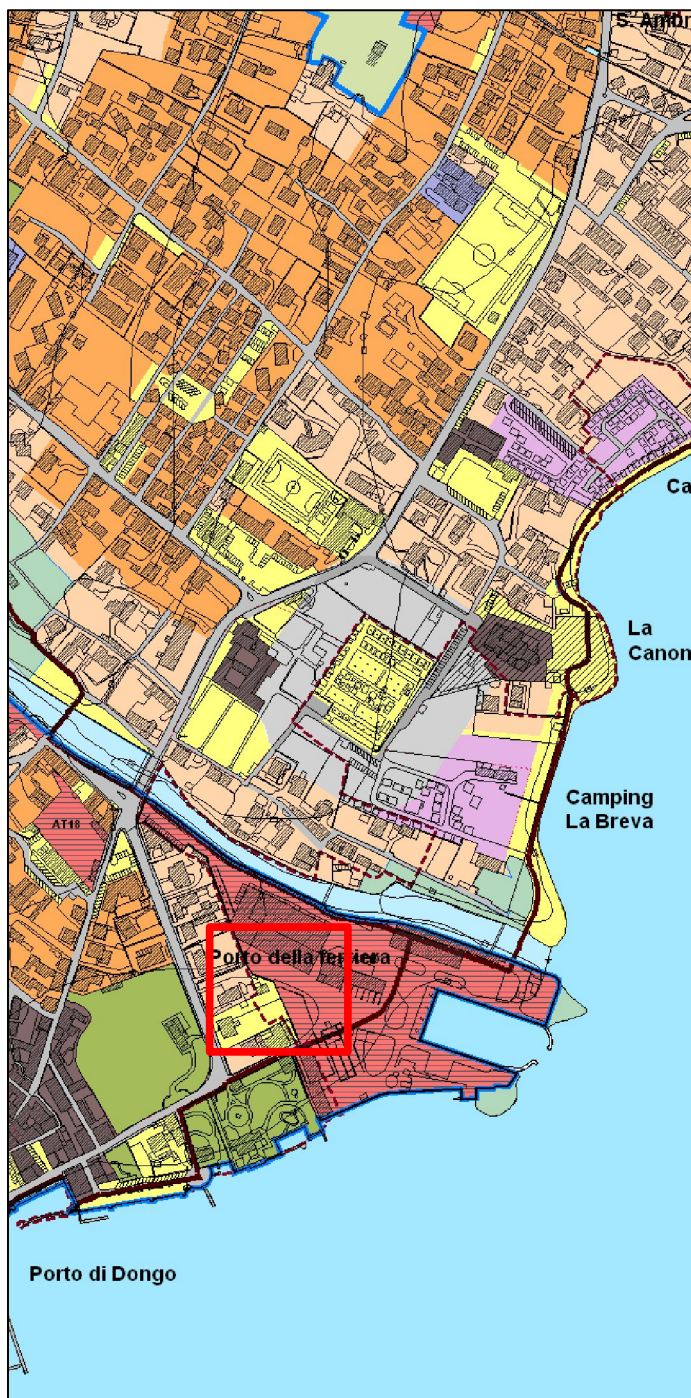 S. Ambr
Ca
La
Canon
Camping
La Breva
AT18
Porto della ferriera
Porto di Dongo